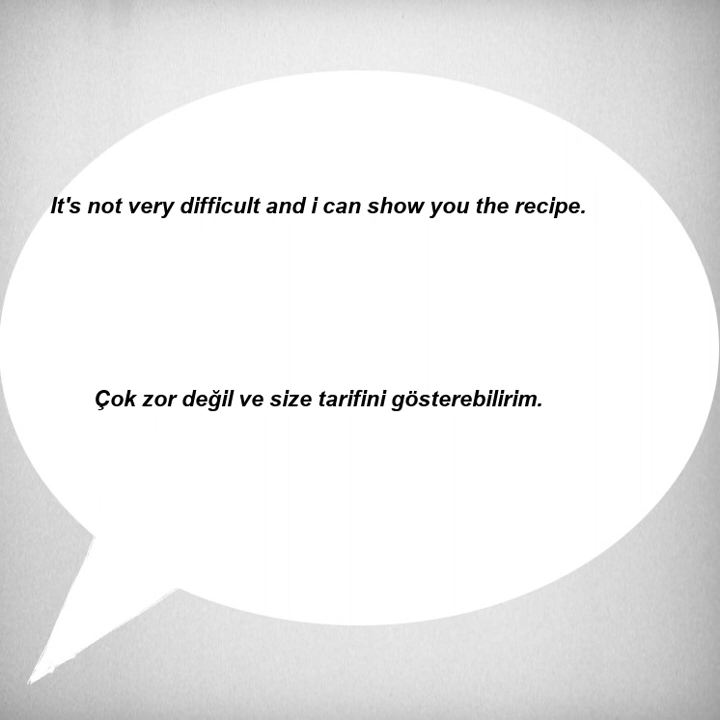 It's not very difficult and i can show you the recipe.
Çok zor değil ve size tarifini gösterebilirim.